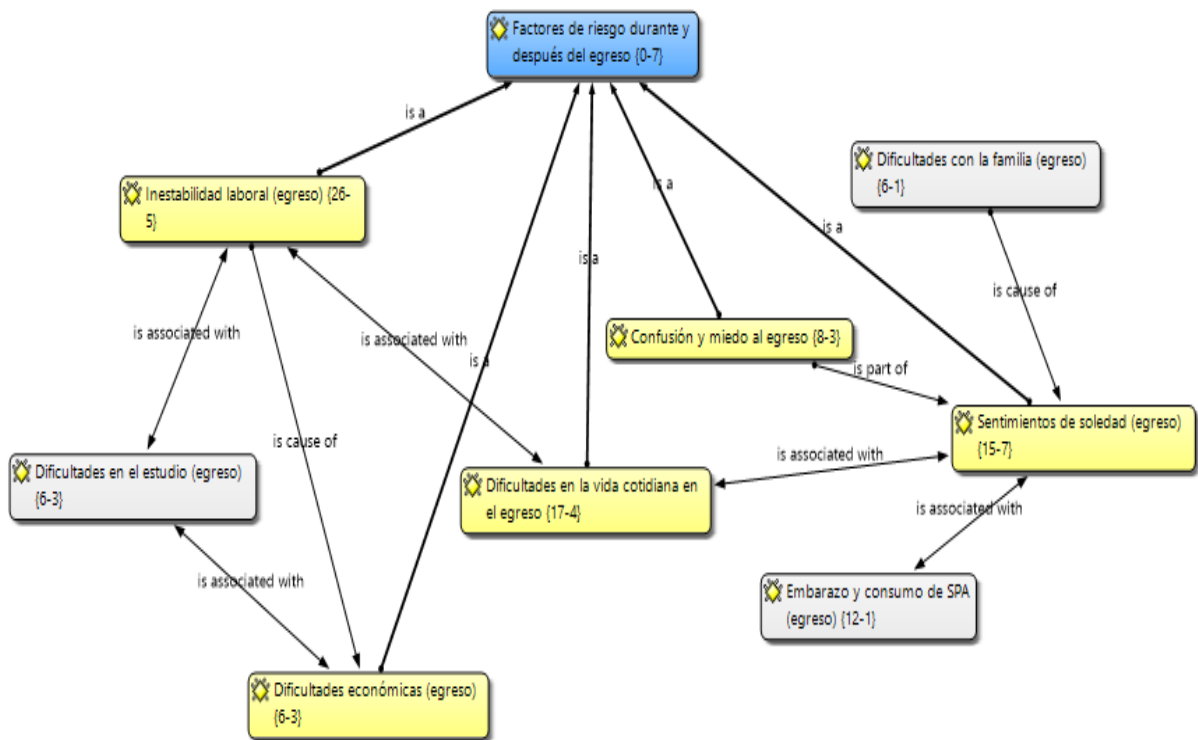 Factores de riesgo durante y
después del egreso {0-7}
is a
Dificultades con la familia (egreso)
{6-1}
Inestabilidad laboral (egreso) {26-
5}
is a
is a
is a
is cause of
is associated with
is associated with
Confusión y miedo al egreso {8-3}
is a
is part of
Sentimientos de soledad (egreso)
{15-7}
is cause of
is associated with
Dificultades en el estudio (egreso)
{6-3}
Dificultades en la vida cotidiana en
el egreso {17-4}
is associated with
is associated with
Embarazo y consumo de SPA
(egreso) {12-1}
Dificultades económicas (egreso)
{6-3}